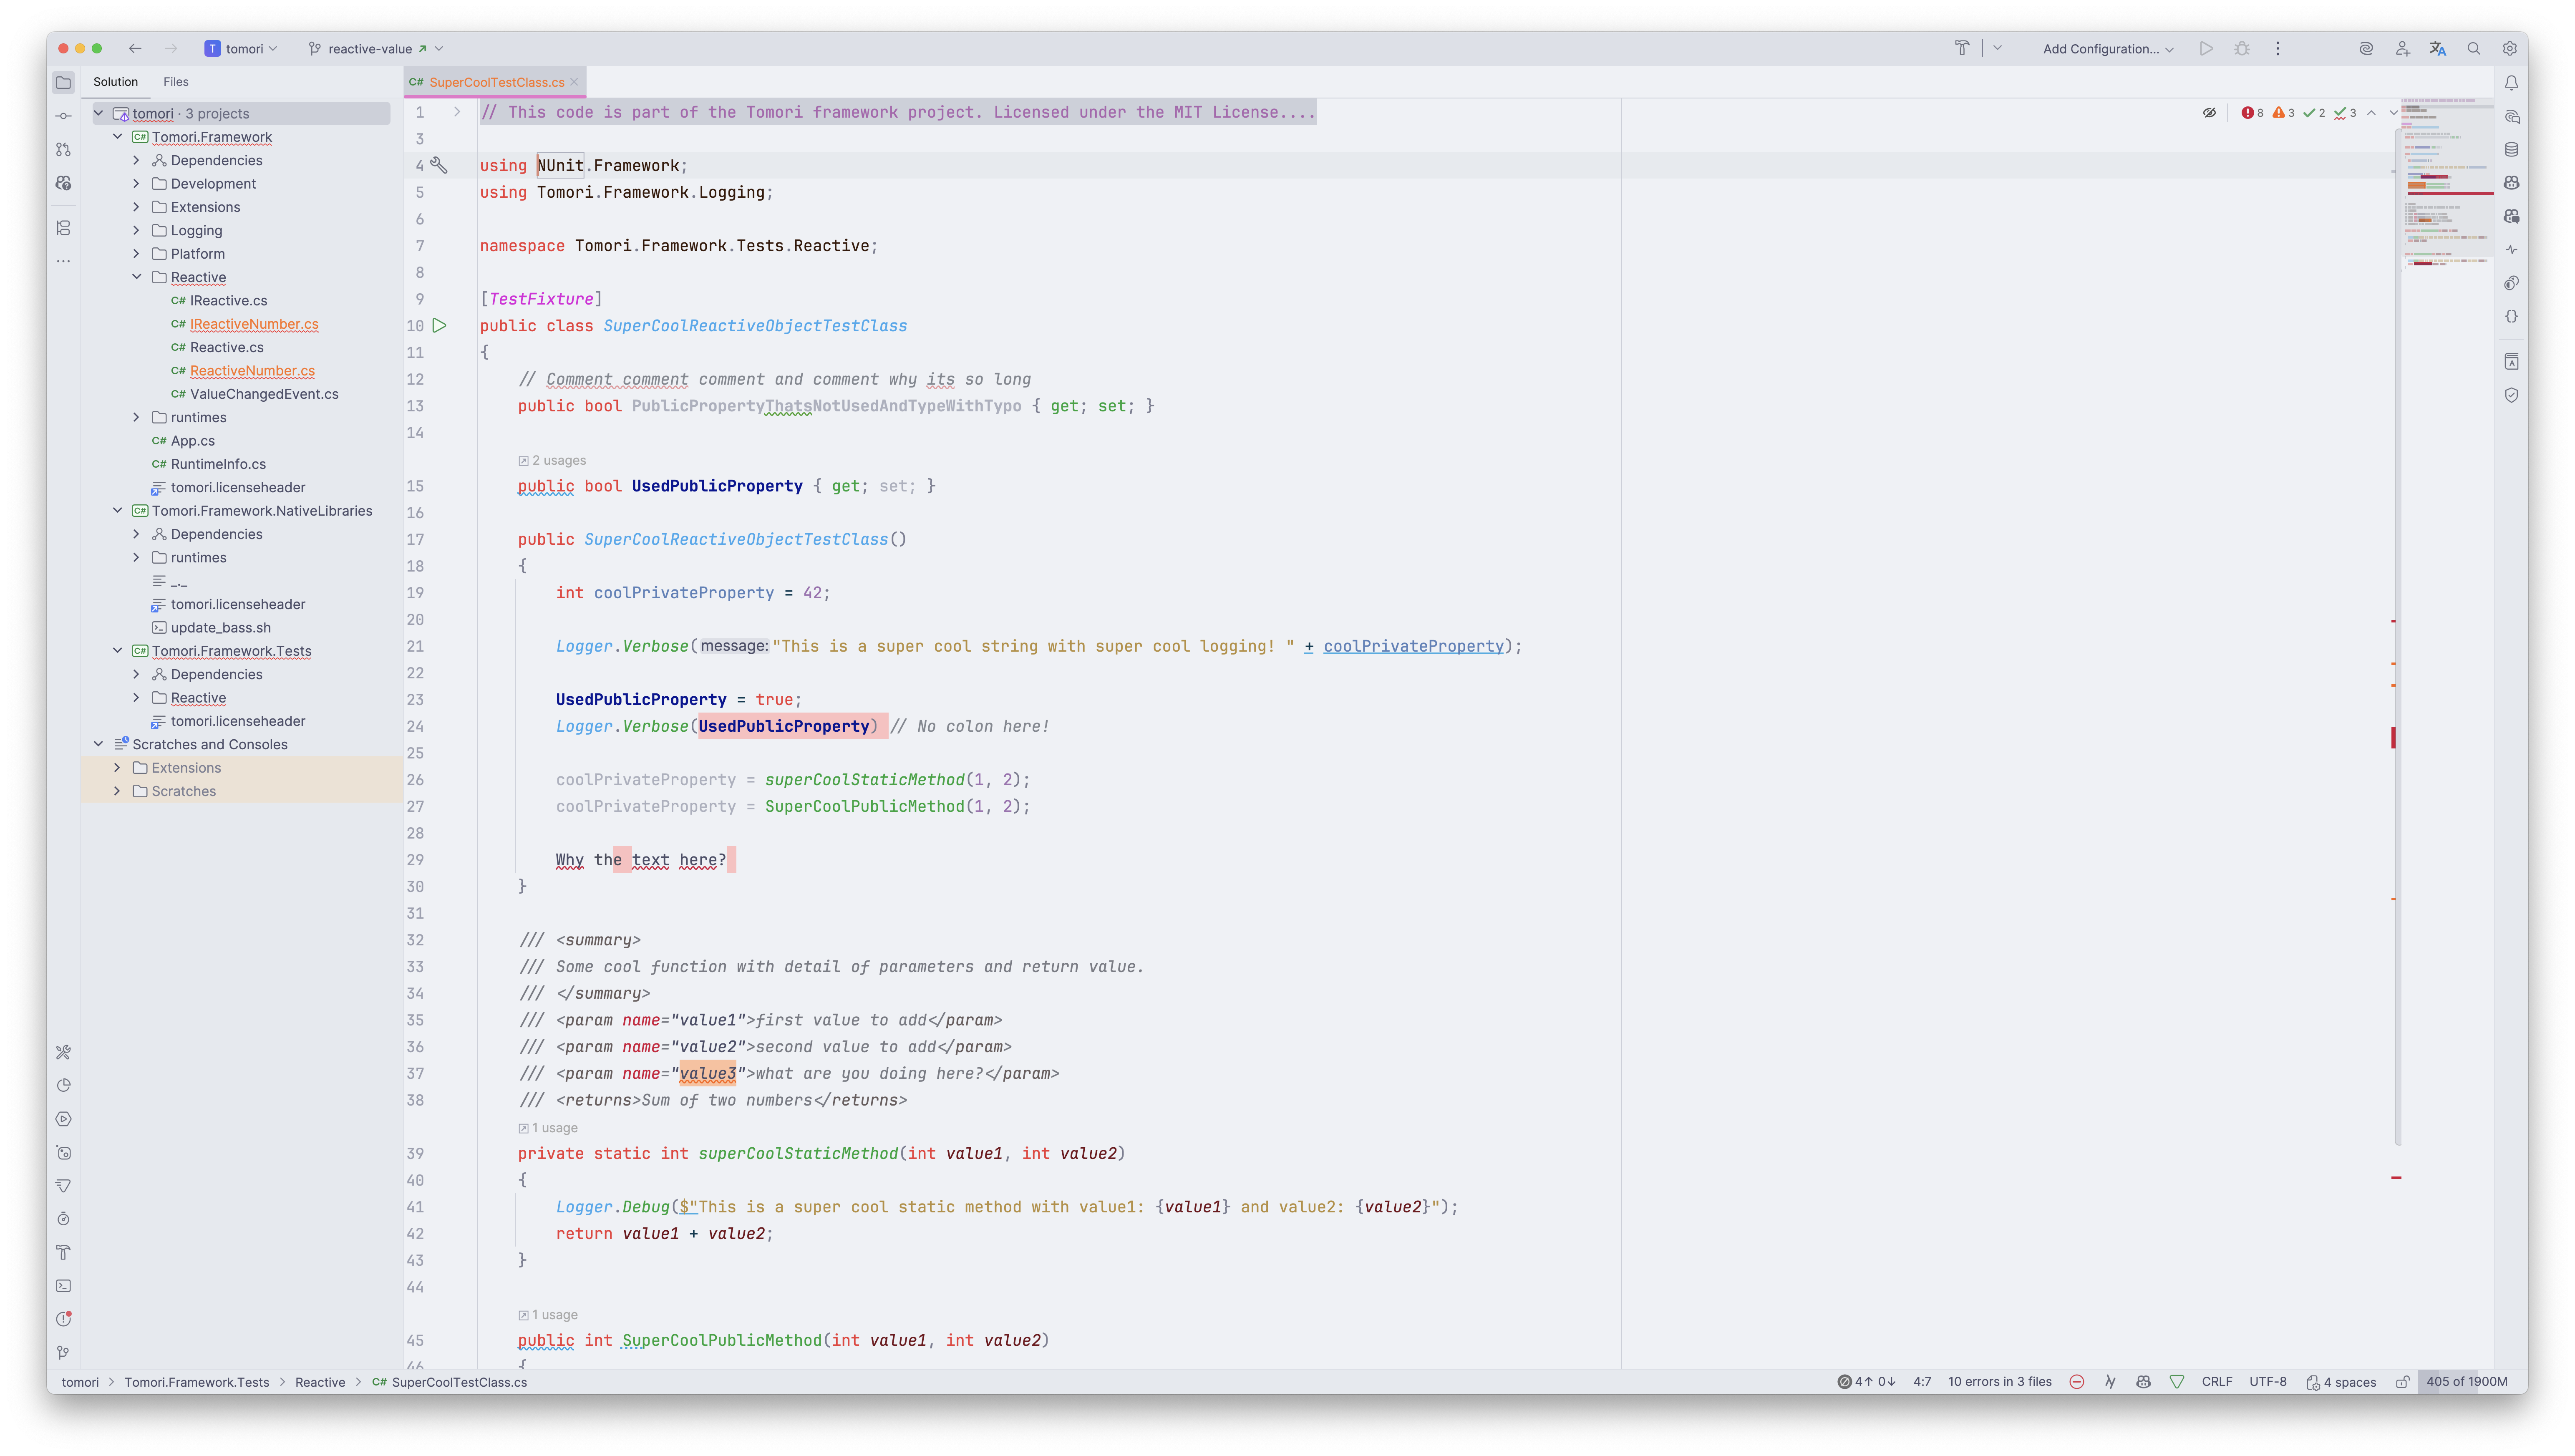 T tomori reactive-value Add Configuration...
Solution Files C# SuperCoolTestClass.cs
tomori · 3 projects
C# Tomori.Framework
Dependencies
Development
Extensions
Logging
Platform
Reactive
C# IReactive.cs
C# IReactiveNumber.cs
C# Reactive.cs
C# ReactiveNumber.cs
C# ValueChangedEvent.cs
runtimes
C# App.cs
C# RuntimeInfo.cs
tomori.licenseheader
C# Tomori.Framework.NativeLibraries
Dependencies
runtimes
_._
tomori.licenseheader
update_bass.sh
C# Tomori.Framework.Tests
Dependencies
Reactive
tomori.licenseheader
Scratches and Consoles
Extensions
Scratches
8 3 2 3
1 // This code is part of the Tomori framework project. Licensed under the MIT License....
3
4 using NUnit.Framework;
5 using Tomori.Framework.Logging;
6
7 namespace Tomori.Framework.Tests.Reactive;
8
9 [TestFixture]
10 public class SuperCoolReactiveObjectTestClass
11 {
12 // Comment comment comment and comment why its so long
13 public bool PublicPropertyThatsNotUsedAndTypeWithTypo { get; set; }
14
2 usages
15 public bool UsedPublicProperty { get; set; }
16
17 public SuperCoolReactiveObjectTestClass()
18 {
19 int coolPrivateProperty = 42;
20
21 Logger.Verbose(message: "This is a super cool string with super cool logging! " + coolPrivateProperty);
22
23 UsedPublicProperty = true;
24 Logger.Verbose(UsedPublicProperty) // No colon here!
25
26 coolPrivateProperty = superCoolStaticMethod(1, 2);
27 coolPrivateProperty = SuperCoolPublicMethod(1, 2);
28
29 Why the text here?
30 }
31
32 /// <summary>
33 /// Some cool function with detail of parameters and return value.
34 /// </summary>
35 /// <param name="value1">first value to add</param>
36 /// <param name="value2">second value to add</param>
37 /// <param name="value3">what are you doing here?</param>
38 /// <returns>Sum of two numbers</returns>
1 usage
39 private static int superCoolStaticMethod(int value1, int value2)
40 {
41 Logger.Debug($"This is a super cool static method with value1: {value1} and value2: {value2}");
42 return value1 + value2;
43 }
44
1 usage
45 public int SuperCoolPublicMethod(int value1, int value2)
46 {
tomori > Tomori.Framework.Tests > Reactive > C# SuperCoolTestClass.cs 4↑ 0↓ 4:7 10 errors in 3 files CRLF UTF-8 4 spaces 405 of 1900M